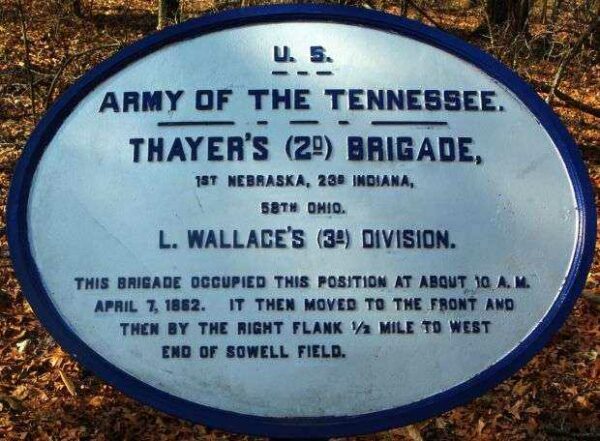 U. S.
ARMY OF THE TENNESSEE.
THAYER'S (2D) BRIGADE,
1ST NEBRASKA, 23D INDIANA,
58TH OHIO.
L. WALLACE'S (3D) DIVISION.
THIS BRIGADE OCCUPIED THIS POSITION AT ABOUT 10 A. M.
APRIL 7, 1862. IT THEN MOVED TO THE FRONT AND
THEN BY THE RIGHT FLANK 1/2 MILE TO WEST
END OF SOWELL FIELD.